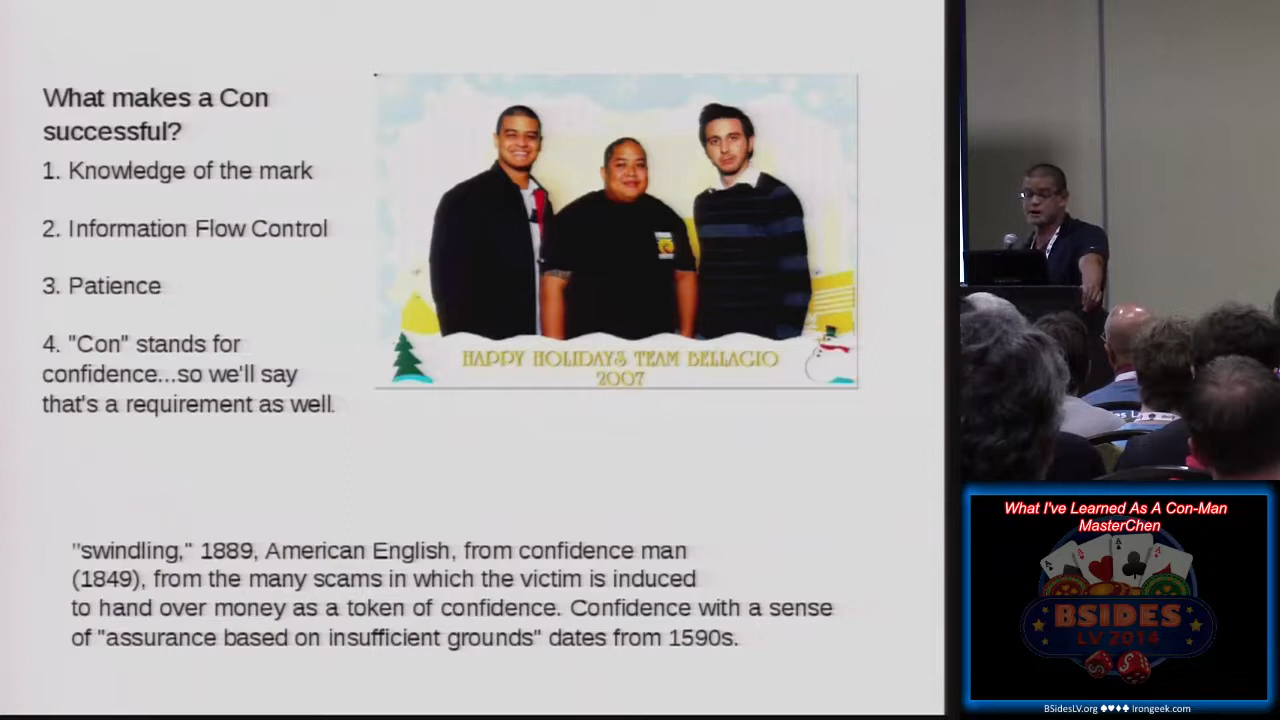 What makes a Con
successful?
1. Knowledge of the mark
2. Information Flow Control
3. Patience
4. "Con" stands for
confidence...so we'll say
that's a requirement as well.
HAPPY HOLIDAYS TEAM BELLAGIO
2007
"swindling," 1889, American English, from confidence man
(1849), from the many scams in which the victim is induced
to hand over money as a token of confidence. Confidence with a sense
of "assurance based on insufficient grounds" dates from 1590s.
What I've Learned As A Con-Man
MasterChen
BSIDES
LV 2014
BSidesLV.org ♠♥♦♣ Irongeek.com